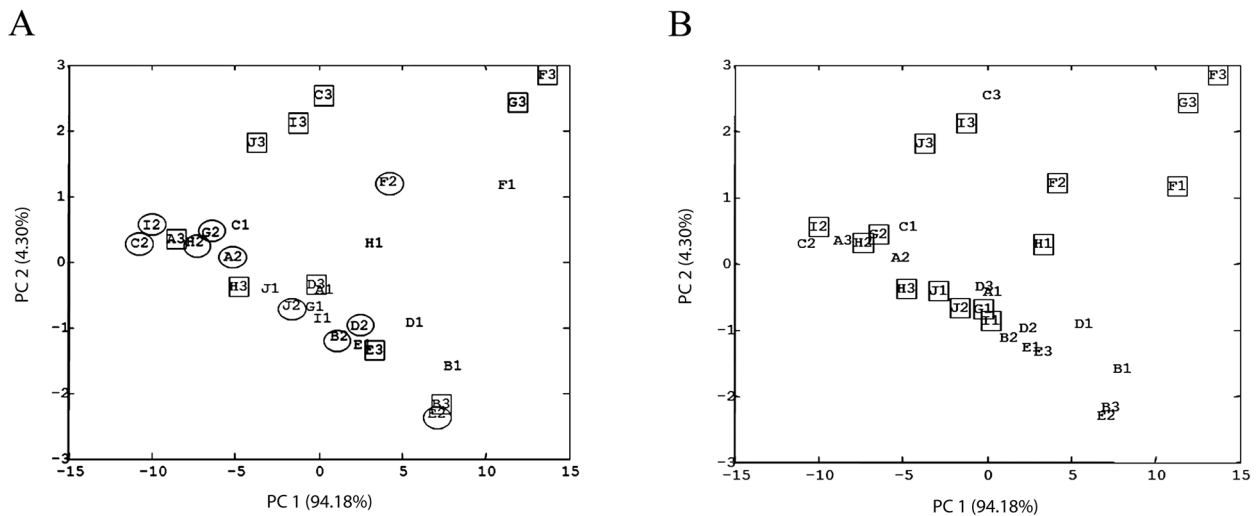 A
B
3
2
1
0
-1
-2
-3
-15
-10
-5
0
5
10
15
PC 2 (4.30%)
PC 1 (94.18%)
F3
G3
C3
I3
J3
F2
F1
I2
C2
A3
H2
G2
C1
A2
H1
H3
J1
D3
A1
J2
G1
I1
D2
D1
B2
E1
E3
B1
B3
E2
3
2
1
0
-1
-2
-3
-15
-10
-5
0
5
10
15
PC 2 (4.30%)
PC 1 (94.18%)
F3
G3
C3
I3
J3
F2
F1
I2
C2
A3
H2
G2
C1
A2
H1
H3
J1
D3
A1
J2
G1
I1
D2
D1
B2
E1
E3
B1
B3
E2